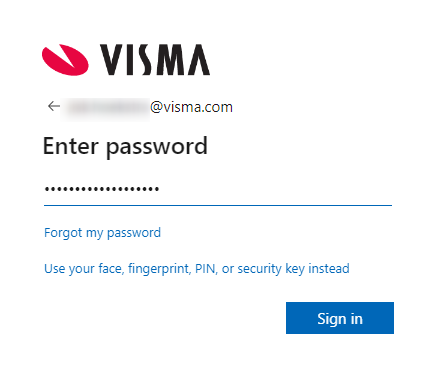 VISMA
@visma.com
Enter password
•••••••••••••••••••
Forgot my password
Use your face, fingerprint, PIN, or security key instead
Sign in